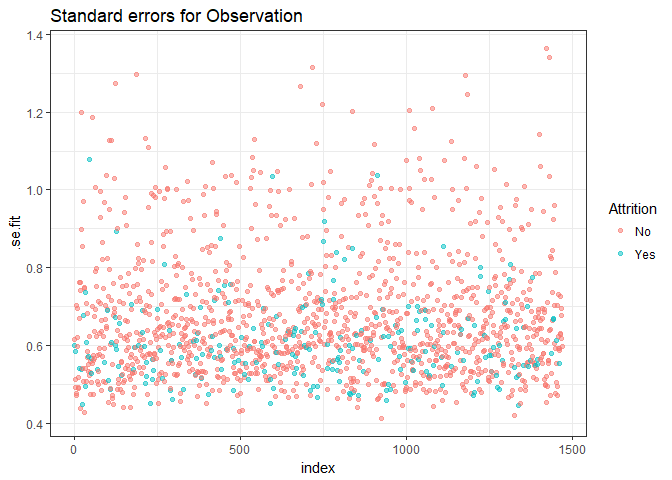 Standard errors for Observation
1.4
1.2
1.0
0.8
0.6
0.4
.se.fit
0
500
1000
1500
index
Attrition
No
Yes